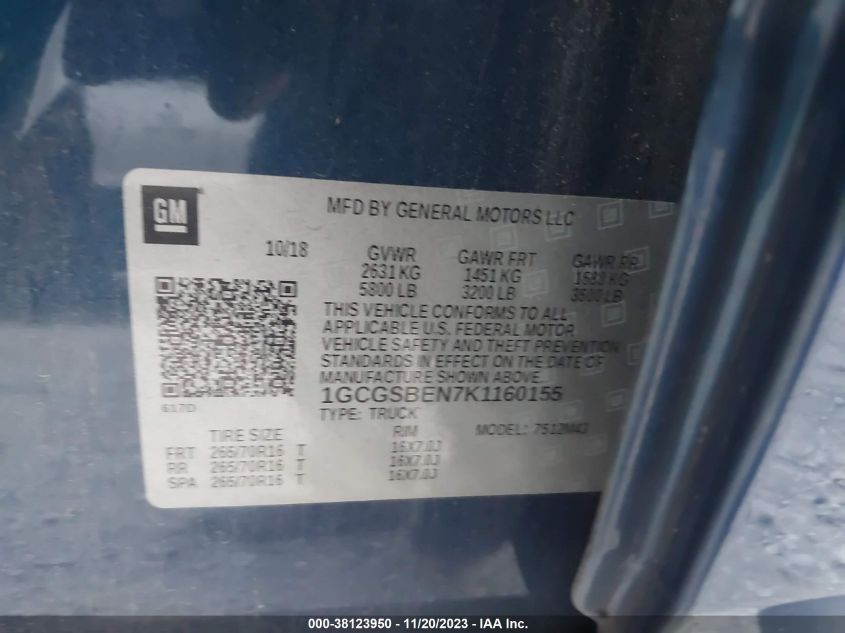 GM
MFD BY GENERAL MOTORS LLC
10/18 GVWR GAWR FRT GAWR RR
2631 KG 1451 KG 1588 KG
5800 LB 3200 LB 3500 LB
THIS VEHICLE CONFORMS TO ALL
APPLICABLE U.S. FEDERAL MOTOR
VEHICLE SAFETY AND THEFT PREVENTION
STANDARDS IN EFFECT ON THE DATE OF
MANUFACTURE SHOWN ABOVE.
1GCGSBEN7K1160155
617D
TYPE: TRUCK MODEL:
TIRE SIZE RIM
FRT 265/70R16 T 16X7.0J
RR 265/70R16 T 16X7.0J
SPA 265/70R16 T 16X7.0J
000-38123950 - 11/20/2023 - IAA Inc.